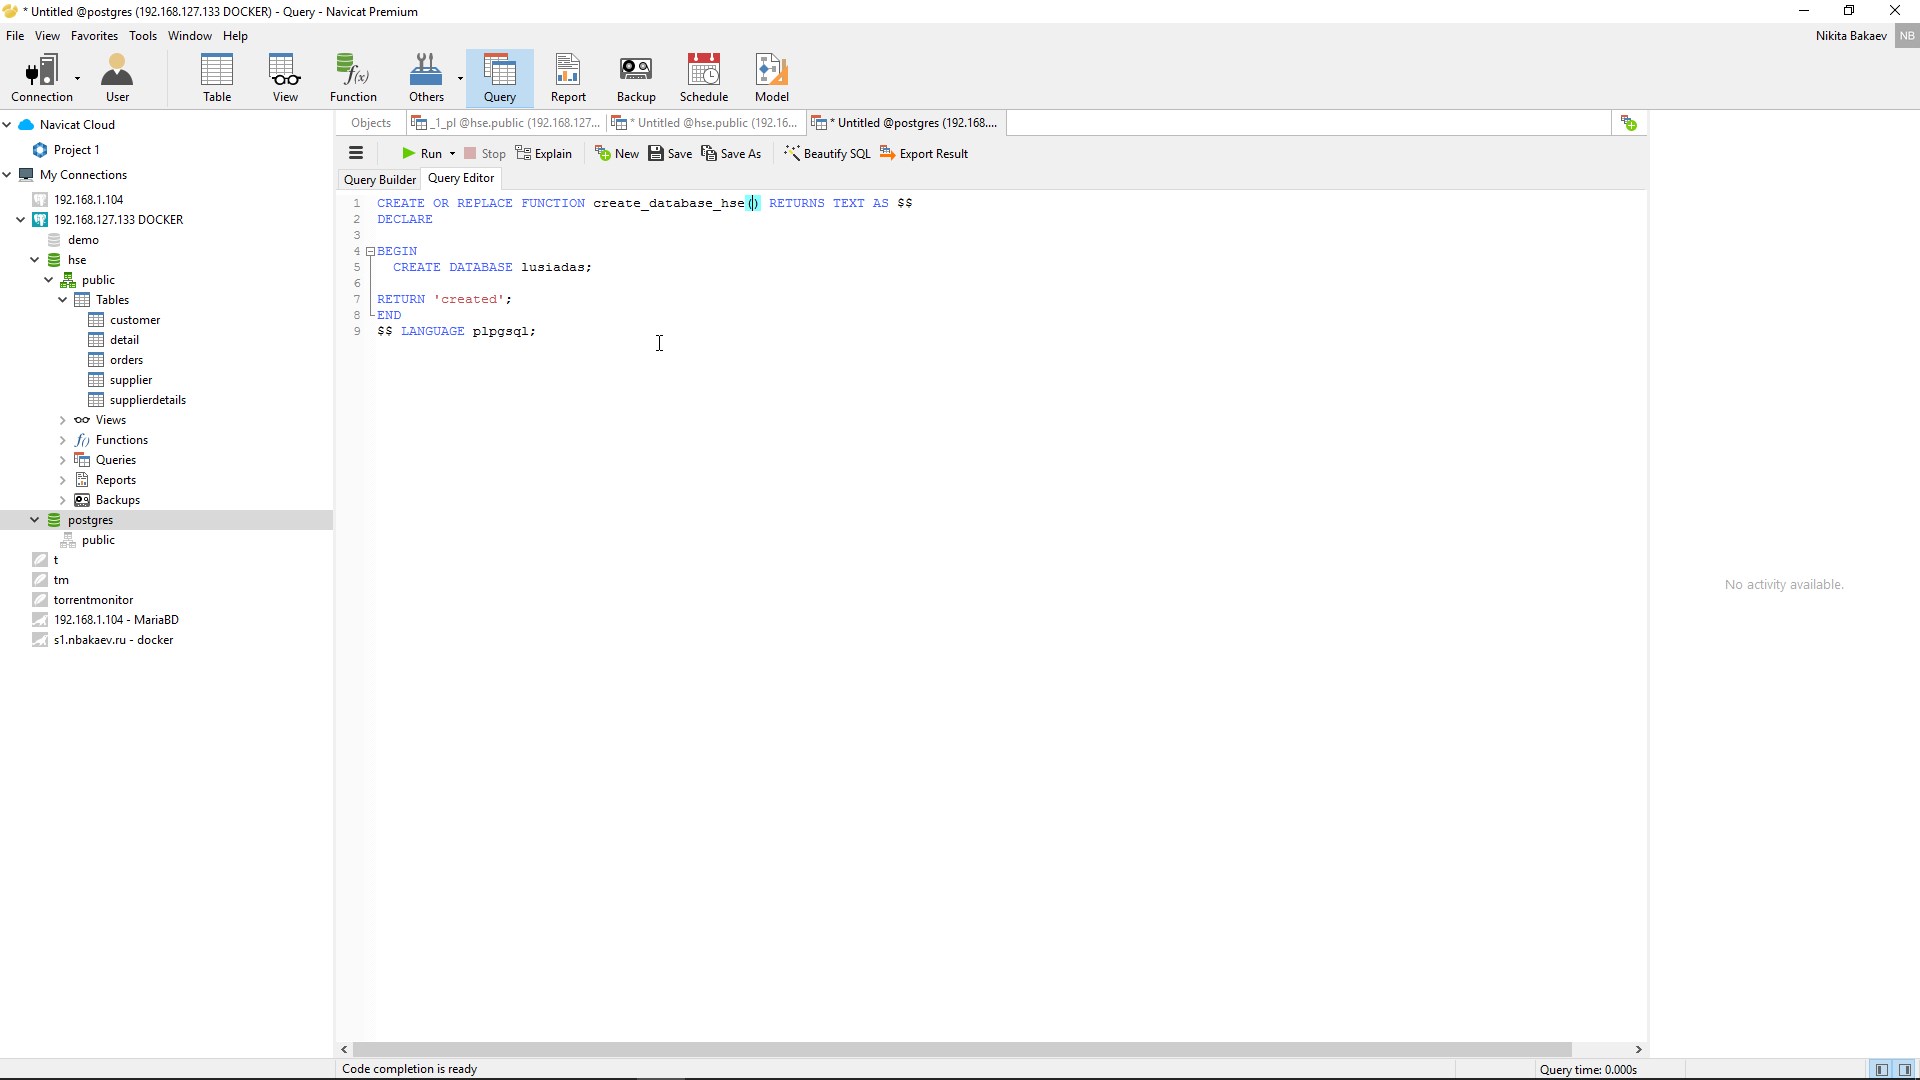 * Untitled @postgres (192.168.127.133 DOCKER) - Query - Navicat Premium
File View Favorites Tools Window Help
Nikita Bakaev NB
Connection User Table View Function Others Query Report Backup Schedule Model
Navicat Cloud
Project 1
My Connections
192.168.1.104
192.168.127.133 DOCKER
demo
hse
public
Tables
customer
detail
orders
supplier
supplierdetails
Views
Functions
Queries
Reports
Backups
postgres
public
t
tm
torrentmonitor
192.168.1.104 - MariaBD
s1.nbakaev.ru - docker
Objects _1_pl @hse.public (192.168.127... * Untitled @hse.public (192.16... * Untitled @postgres (192.168....
Run Stop Explain New Save Save As Beautify SQL Export Result
Query Builder Query Editor
1 CREATE OR REPLACE FUNCTION create_database_hse() RETURNS TEXT AS $$
2 DECLARE
3
4 BEGIN
5 CREATE DATABASE lusiadas;
6
7 RETURN 'created';
8 END
9 $$ LANGUAGE plpgsql;
No activity available.
Code completion is ready
Query time: 0.000s